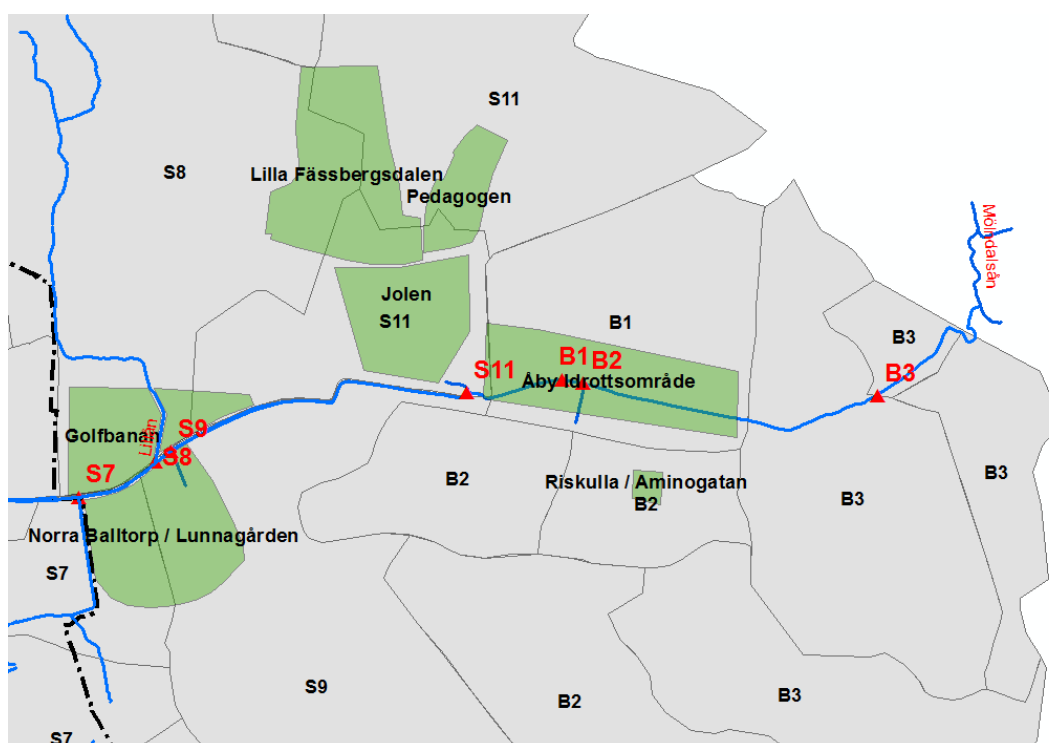 S11
S8
Lilla Fässbergsdalen
Pedagogen
Mölndalsån
Jolen
S11
B1
B3
S11
B1
B2
B3
Åby Idrottsområde
Golfbanan
Lillån
S9
S8
S7
B2
Riskulla / Aminogatan
B2
B3
B3
Norra Balltorp / Lunnagården
S7
S9
B2
B3
S7